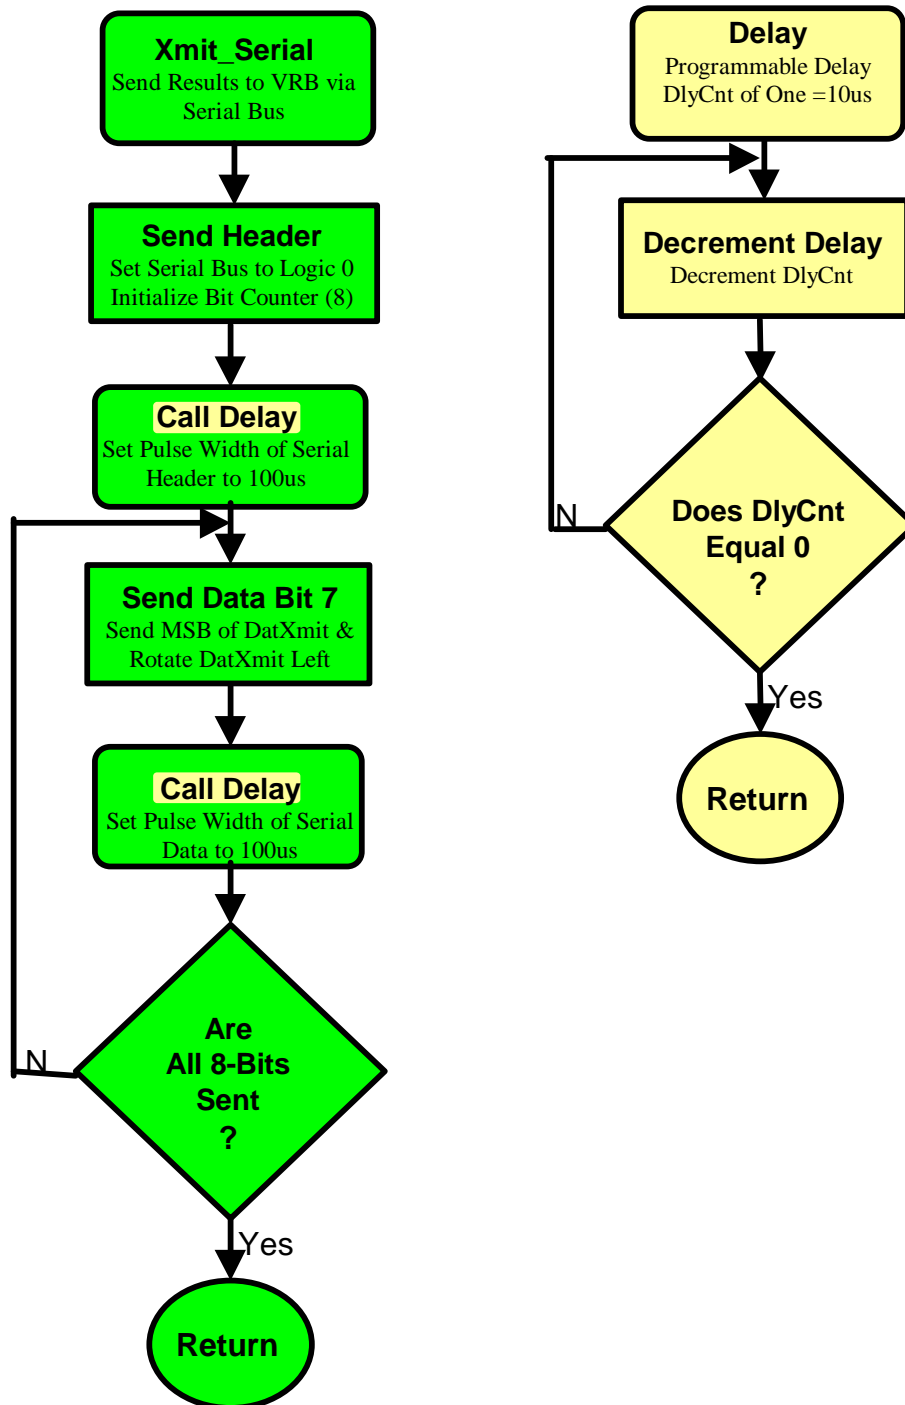 Xmit_Serial
Send Results to VRB via
Serial Bus
Send Header
Set Serial Bus to Logic 0
Initialize Bit Counter (8)
Call Delay
Set Pulse Width of Serial
Header to 100us
Send Data Bit 7
Send MSB of DatXmit &
Rotate DatXmit Left
Call Delay
Set Pulse Width of Serial
Data to 100us
Are
All 8-Bits
Sent
?
N
Yes
Return
Delay
Programmable Delay
DlyCnt of One =10us
Decrement Delay
Decrement DlyCnt
Does DlyCnt
Equal 0
?
N
Yes
Return